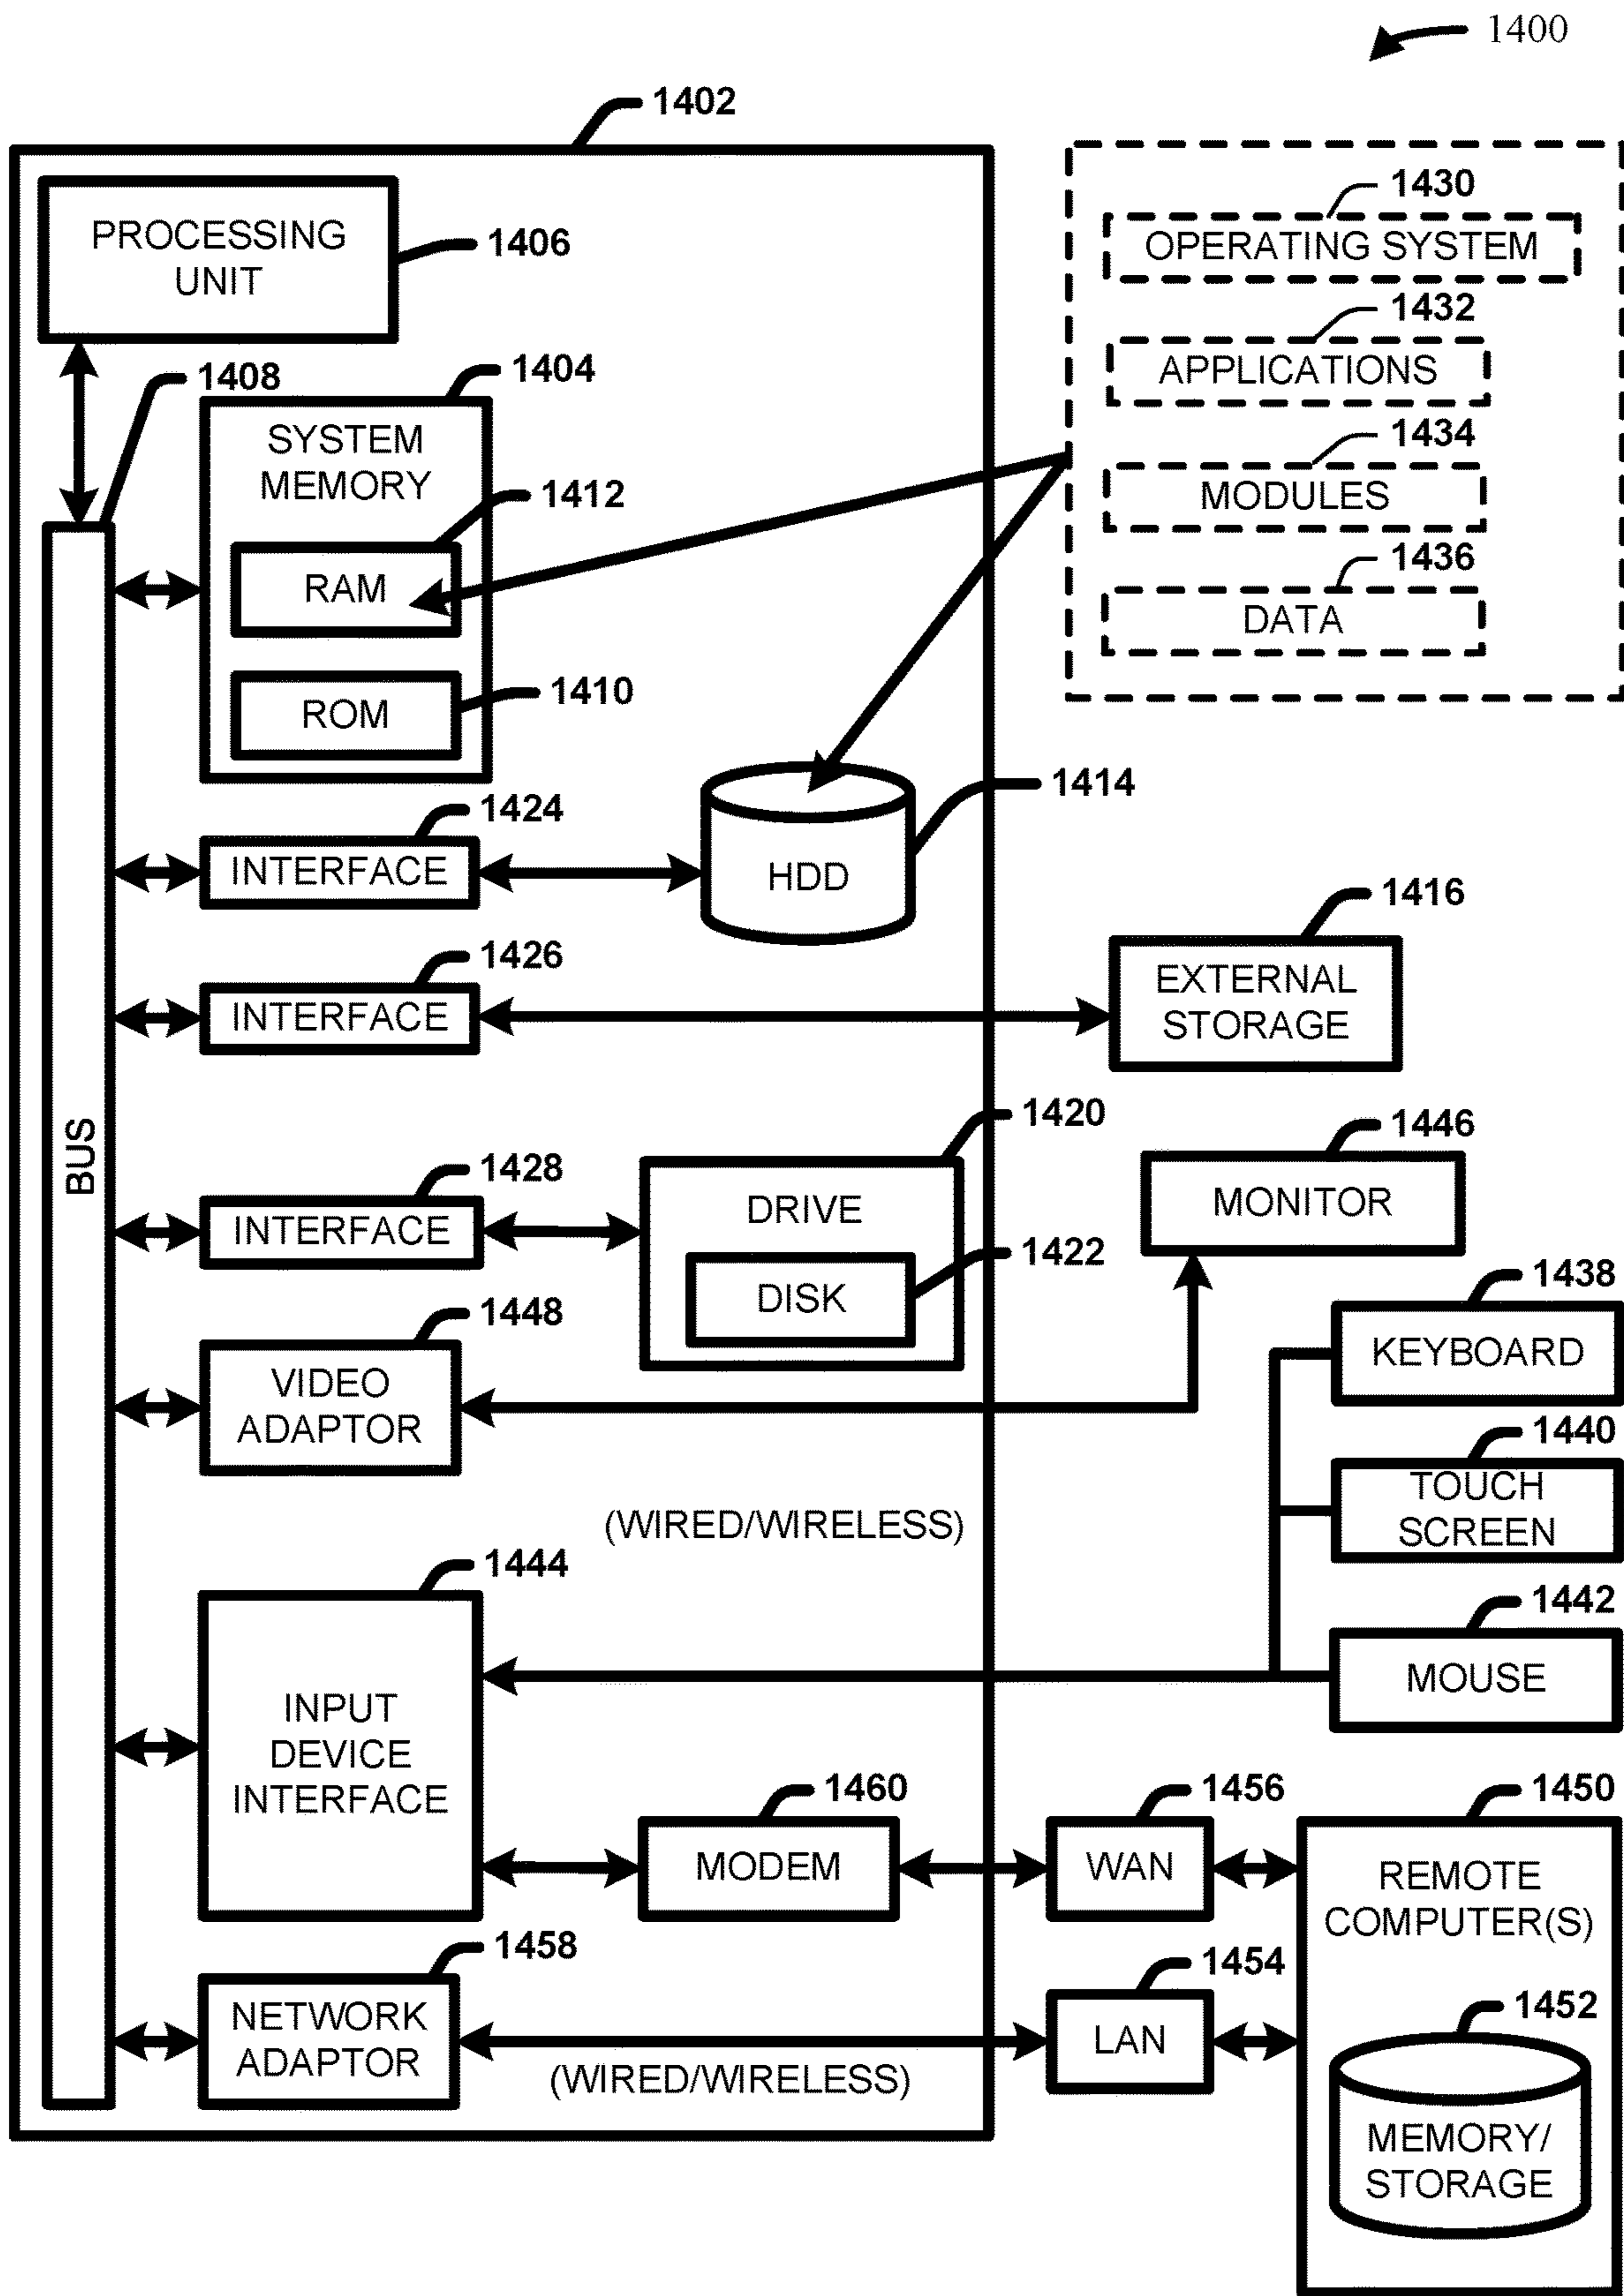 1400
1402
PROCESSING
UNIT
1406
1430
OPERATING SYSTEM
1432
APPLICATIONS
1434
MODULES
1436
DATA
1408
1404
SYSTEM
MEMORY
1412
RAM
1410
ROM
1424
INTERFACE
1414
HDD
1426
INTERFACE
1416
EXTERNAL
STORAGE
BUS
1428
INTERFACE
1420
DRIVE
1422
DISK
1446
MONITOR
1448
VIDEO
ADAPTOR
1438
KEYBOARD
1440
TOUCH
SCREEN
(WIRED/WIRELESS)
1442
MOUSE
1444
INPUT
DEVICE
INTERFACE
1460
MODEM
1456
WAN
1450
REMOTE
COMPUTER(S)
1458
NETWORK
ADAPTOR
(WIRED/WIRELESS)
1454
LAN
1452
MEMORY/
STORAGE